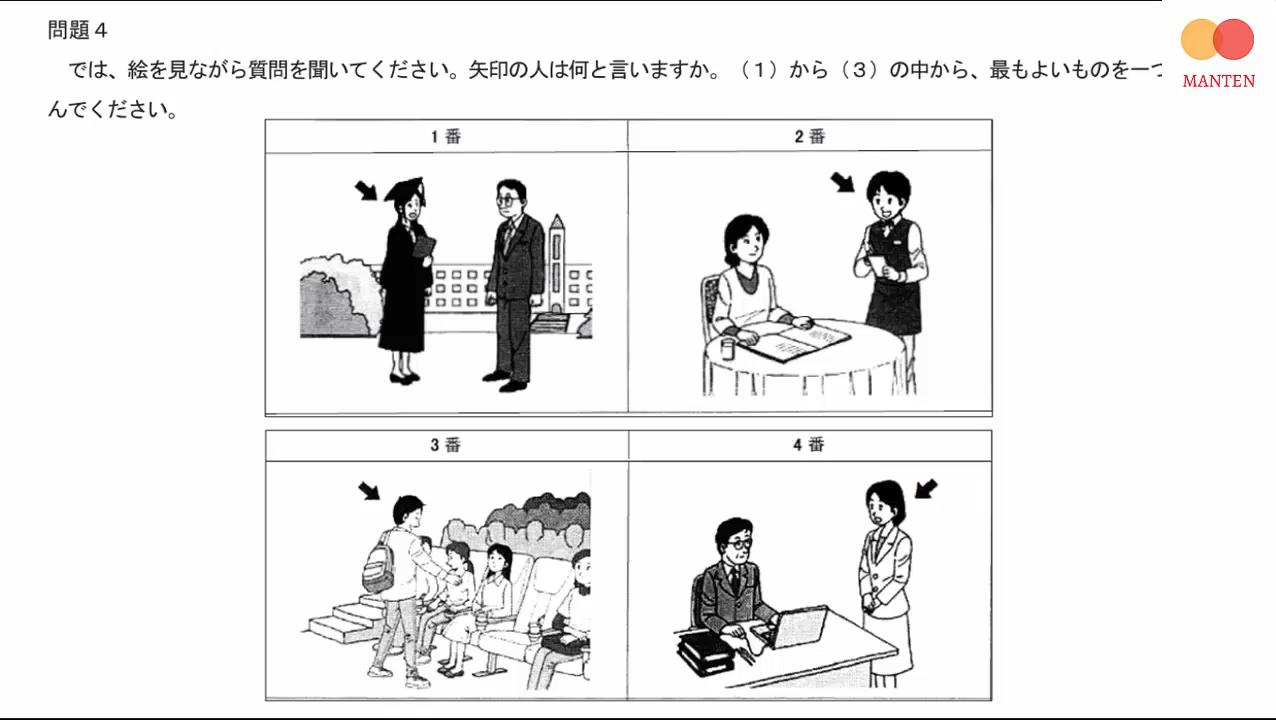 問題４
では、絵を見ながら質問を聞いてください。矢印の人は何と言いますか。（１）から（３）の中から、最もよいものを一つ
んでください。
MANTEN
1 番
2 番
3 番
4 番